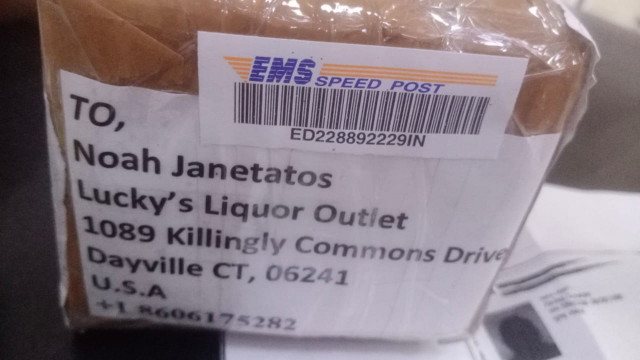 EMS SPEED POST
ED228892229IN
TO,
Noah Janetatos
Lucky's Liquor Outlet
1089 Killingly Commons Drive
Dayville CT, 06241
U.S.A
+1 8606175282